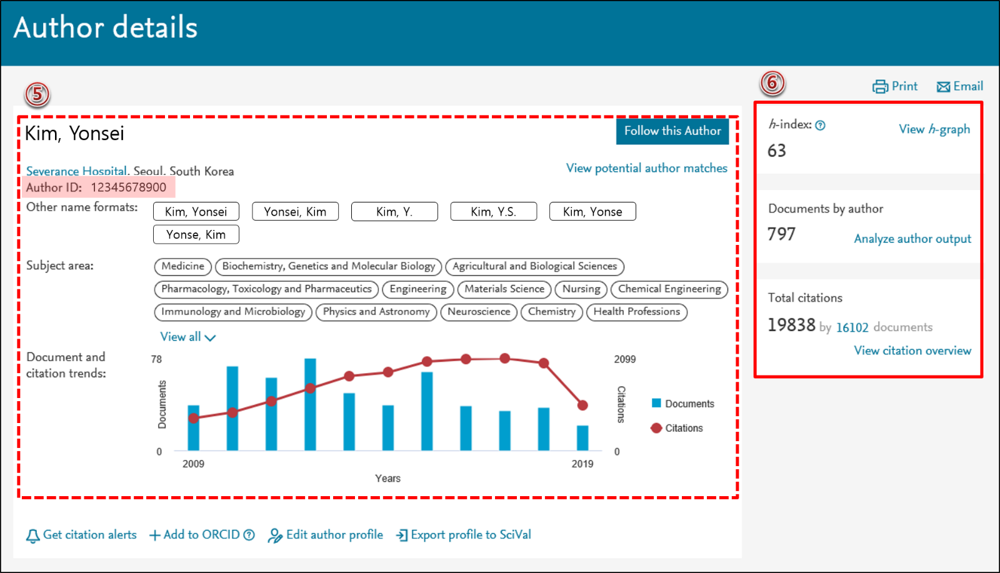 Author details
⑤
⑥
Print
Email
Kim, Yonsei
Follow this Author
Severance Hospital, Seoul, South Korea
View potential author matches
Author ID: 12345678900
Other name formats:
Kim, Yonsei
Yonsei, Kim
Kim, Y.
Kim, Y.S.
Kim, Yonse
Yonse, Kim
Subject area:
Medicine
Biochemistry, Genetics and Molecular Biology
Agricultural and Biological Sciences
Pharmacology, Toxicology and Pharmaceutics
Engineering
Materials Science
Nursing
Chemical Engineering
Immunology and Microbiology
Physics and Astronomy
Neuroscience
Chemistry
Health Professions
View all
Document and
citation trends:
78
Documents
0
2009
2019
Years
2099
Citations
0
Documents
Citations
Get citation alerts
Add to ORCID ?
Edit author profile
Export profile to SciVal
h-index: ?
View h-graph
63
Documents by author
797
Analyze author output
Total citations
19838 by 16102 documents
View citation overview